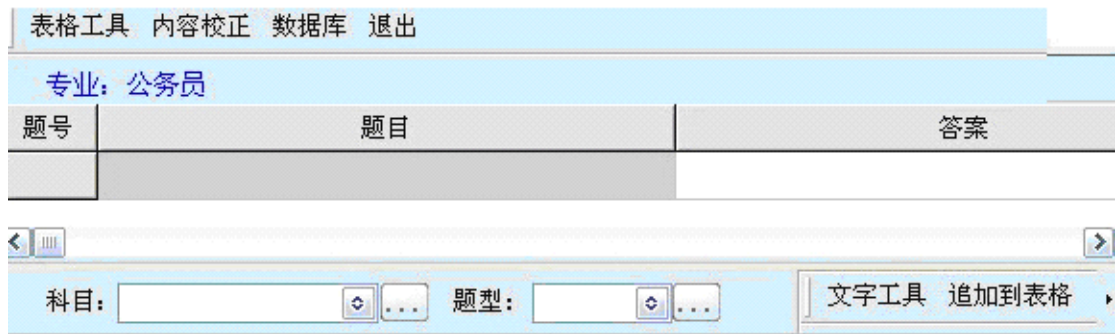 表格工具 内容校正 数据库 退出
专业：公务员
题号 题目 答案
科目： ... 题型： ... 文字工具 追加到表格